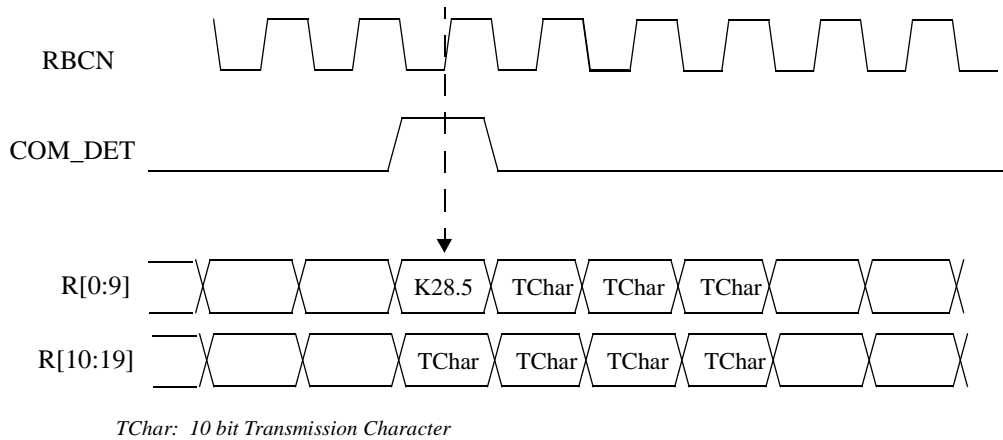 RBCN
COM_DET
R[0:9] K28.5 TChar TChar TChar
R[10:19] TChar TChar TChar TChar
TChar: 10 bit Transmission Character